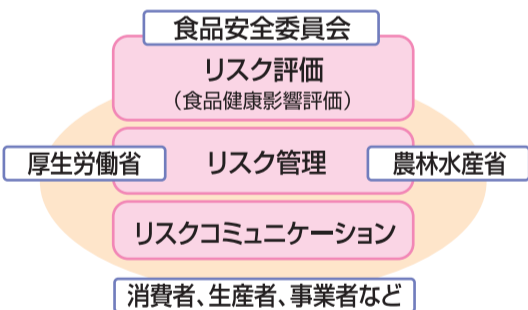 食品安全委員会
リスク評価
（食品健康影響評価）
厚生労働省
リスク管理
農林水産省
リスクコミュニケーション
消費者、生産者、事業者など